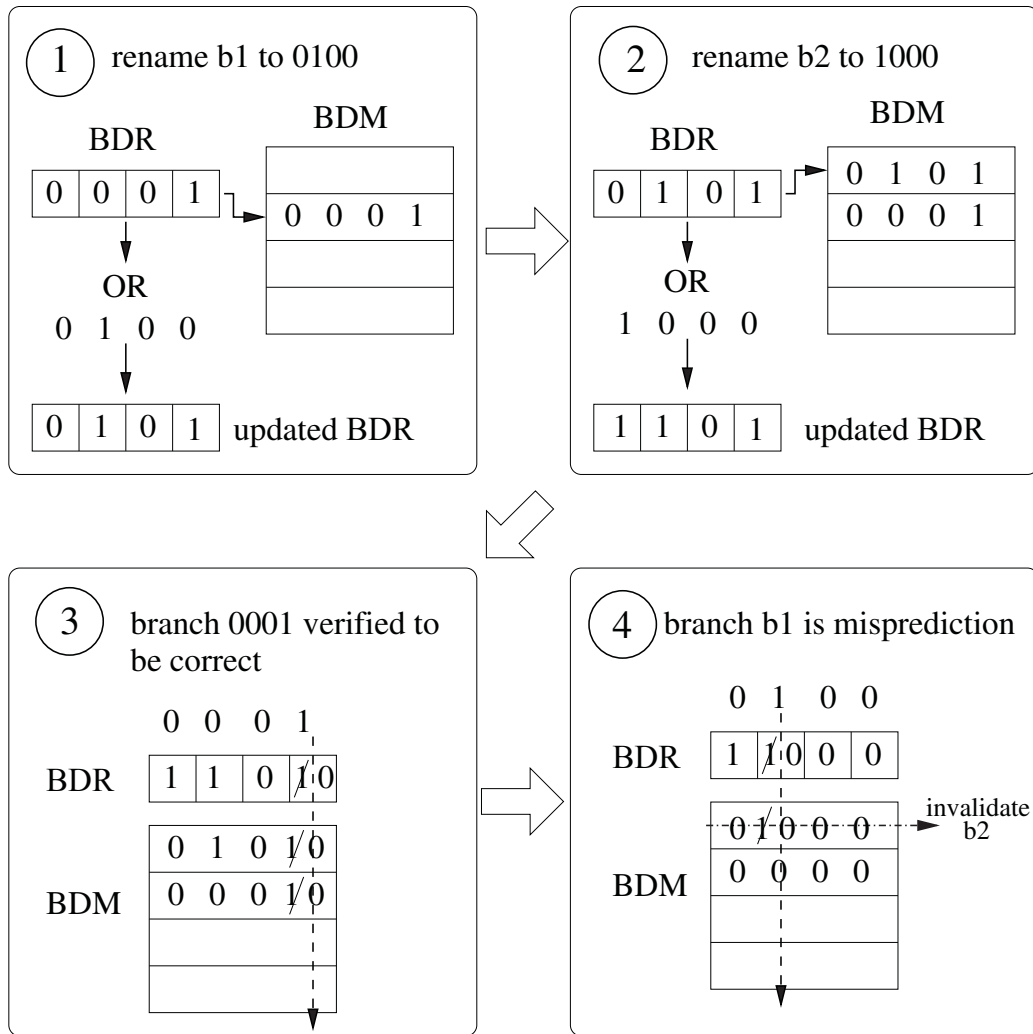 1 rename b1 to 0100
BDR
BDM
0 0 0 1
0 0 0 1
OR
0 1 0 0
0 1 0 1 updated BDR
2 rename b2 to 1000
BDR
BDM
0 1 0 1
0 1 0 1
0 0 0 1
OR
1 0 0 0
1 1 0 1 updated BDR
3 branch 0001 verified to
be correct
0 0 0 1
BDR 1 1 0 1 0
0 1 0 1 0
BDM 0 0 0 1 0
4 branch b1 is misprediction
0 1 0 0
BDR 1 1 0 0 0
0 1 0 0 0 invalidate
b2
BDM 0 0 0 0